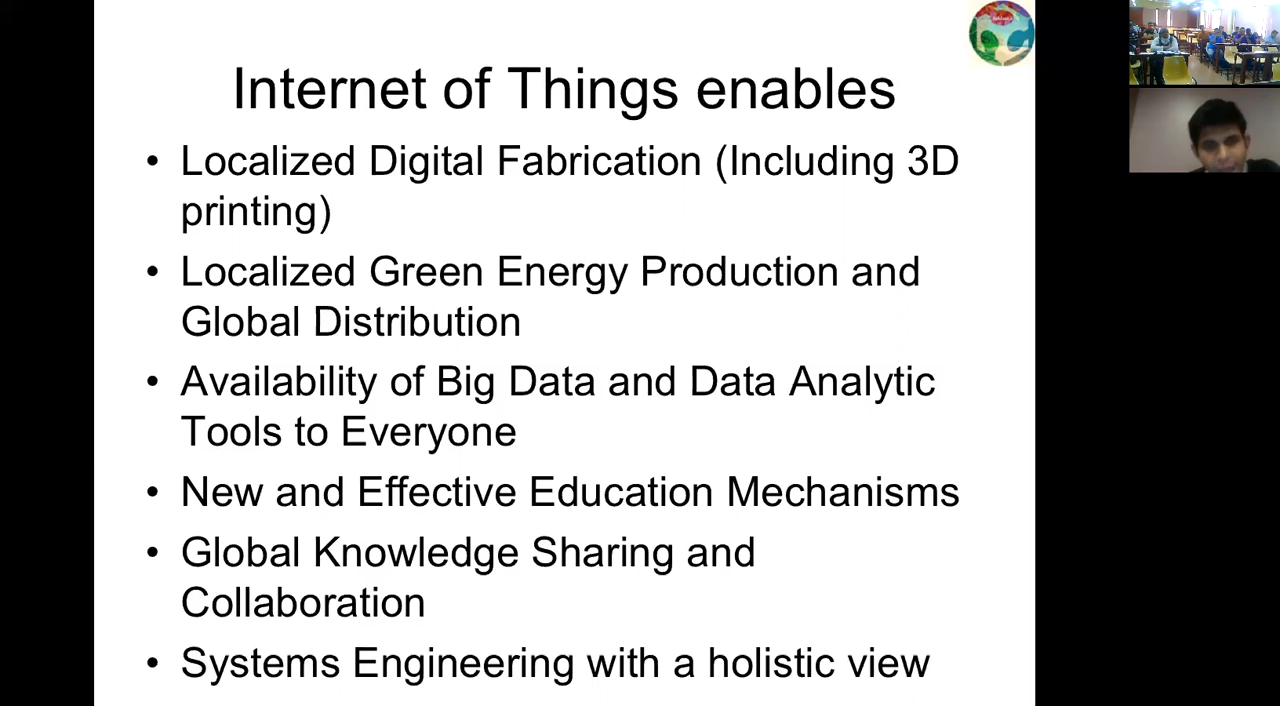 Internet of Things enables
• Localized Digital Fabrication (Including 3D
printing)
• Localized Green Energy Production and
Global Distribution
• Availability of Big Data and Data Analytic
Tools to Everyone
• New and Effective Education Mechanisms
• Global Knowledge Sharing and
Collaboration
• Systems Engineering with a holistic view